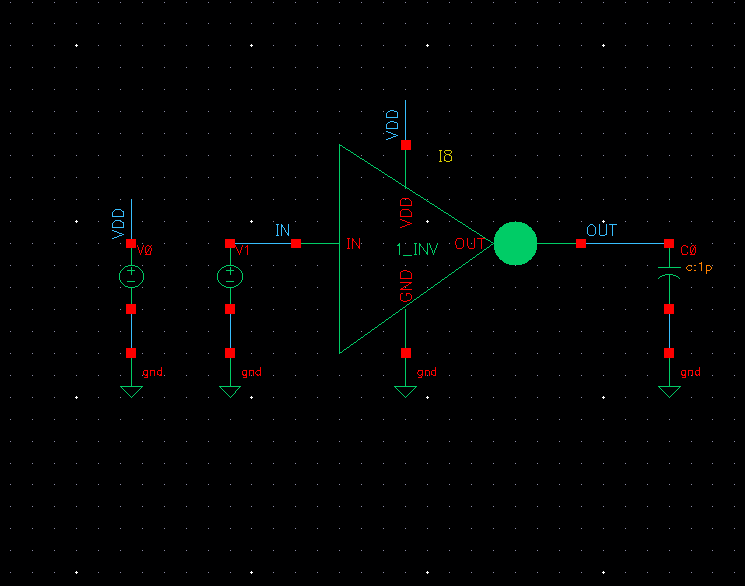 VDD
I8
VDD
VDD
IN
OUT
V0
V1
IN
1_INV
OUT
C0
c:1p
GND
gnd
gnd
gnd
gnd